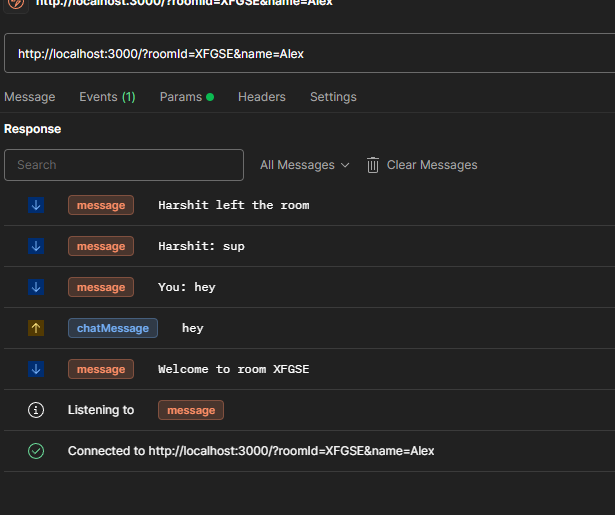 http://localhost:3000/?roomId=XFGSE&name=Alex
http://localhost:3000/?roomId=XFGSE&name=Alex
Message Events (1) Params Headers Settings
Response
Search All Messages Clear Messages
message Harshit left the room
message Harshit: sup
message You: hey
chatMessage hey
message Welcome to room XFGSE
Listening to message
Connected to http://localhost:3000/?roomId=XFGSE&name=Alex